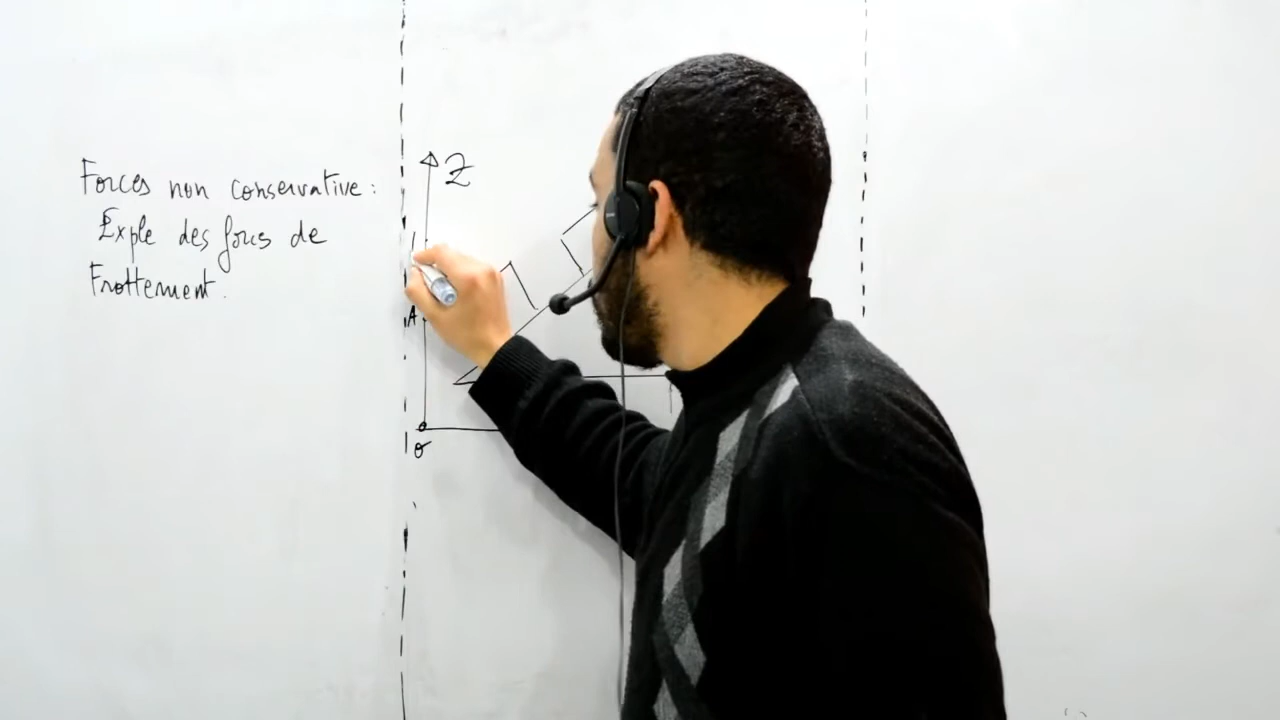 Forces non conservative :
Exple des forces de
Frottement.
Z
A
O